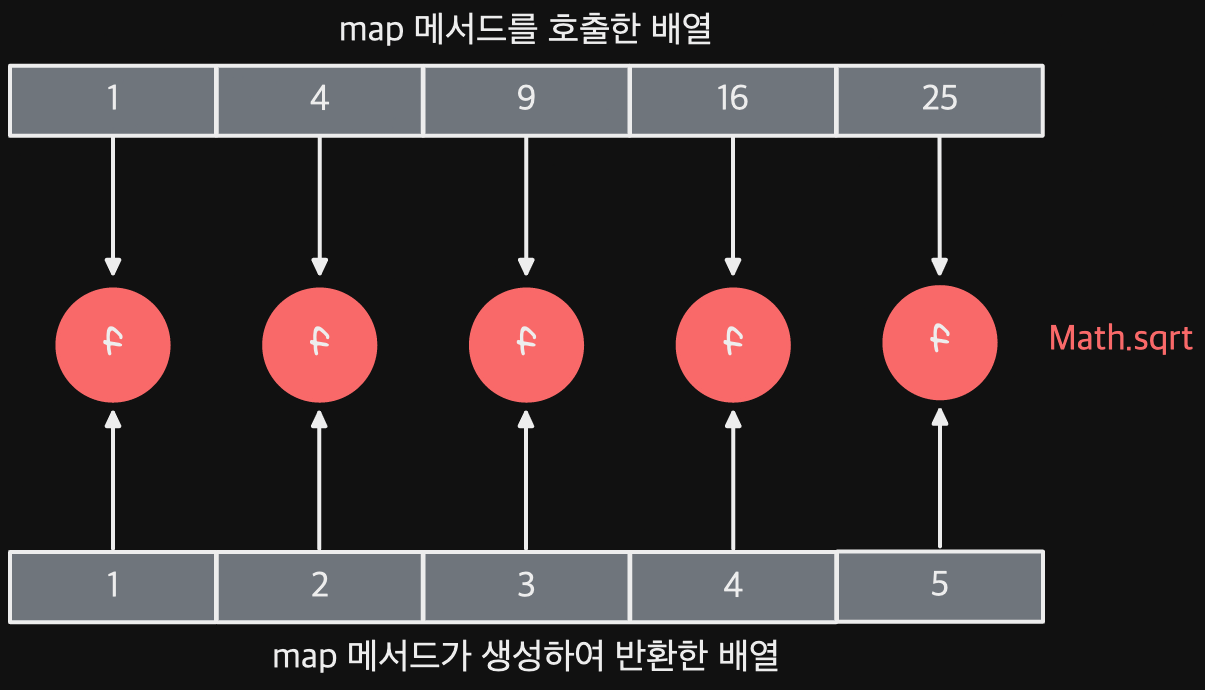 map 메서드를 호출한 배열
1 4 9 16 25
f f f f f
Math.sqrt
1 2 3 4 5
map 메서드가 생성하여 반환한 배열